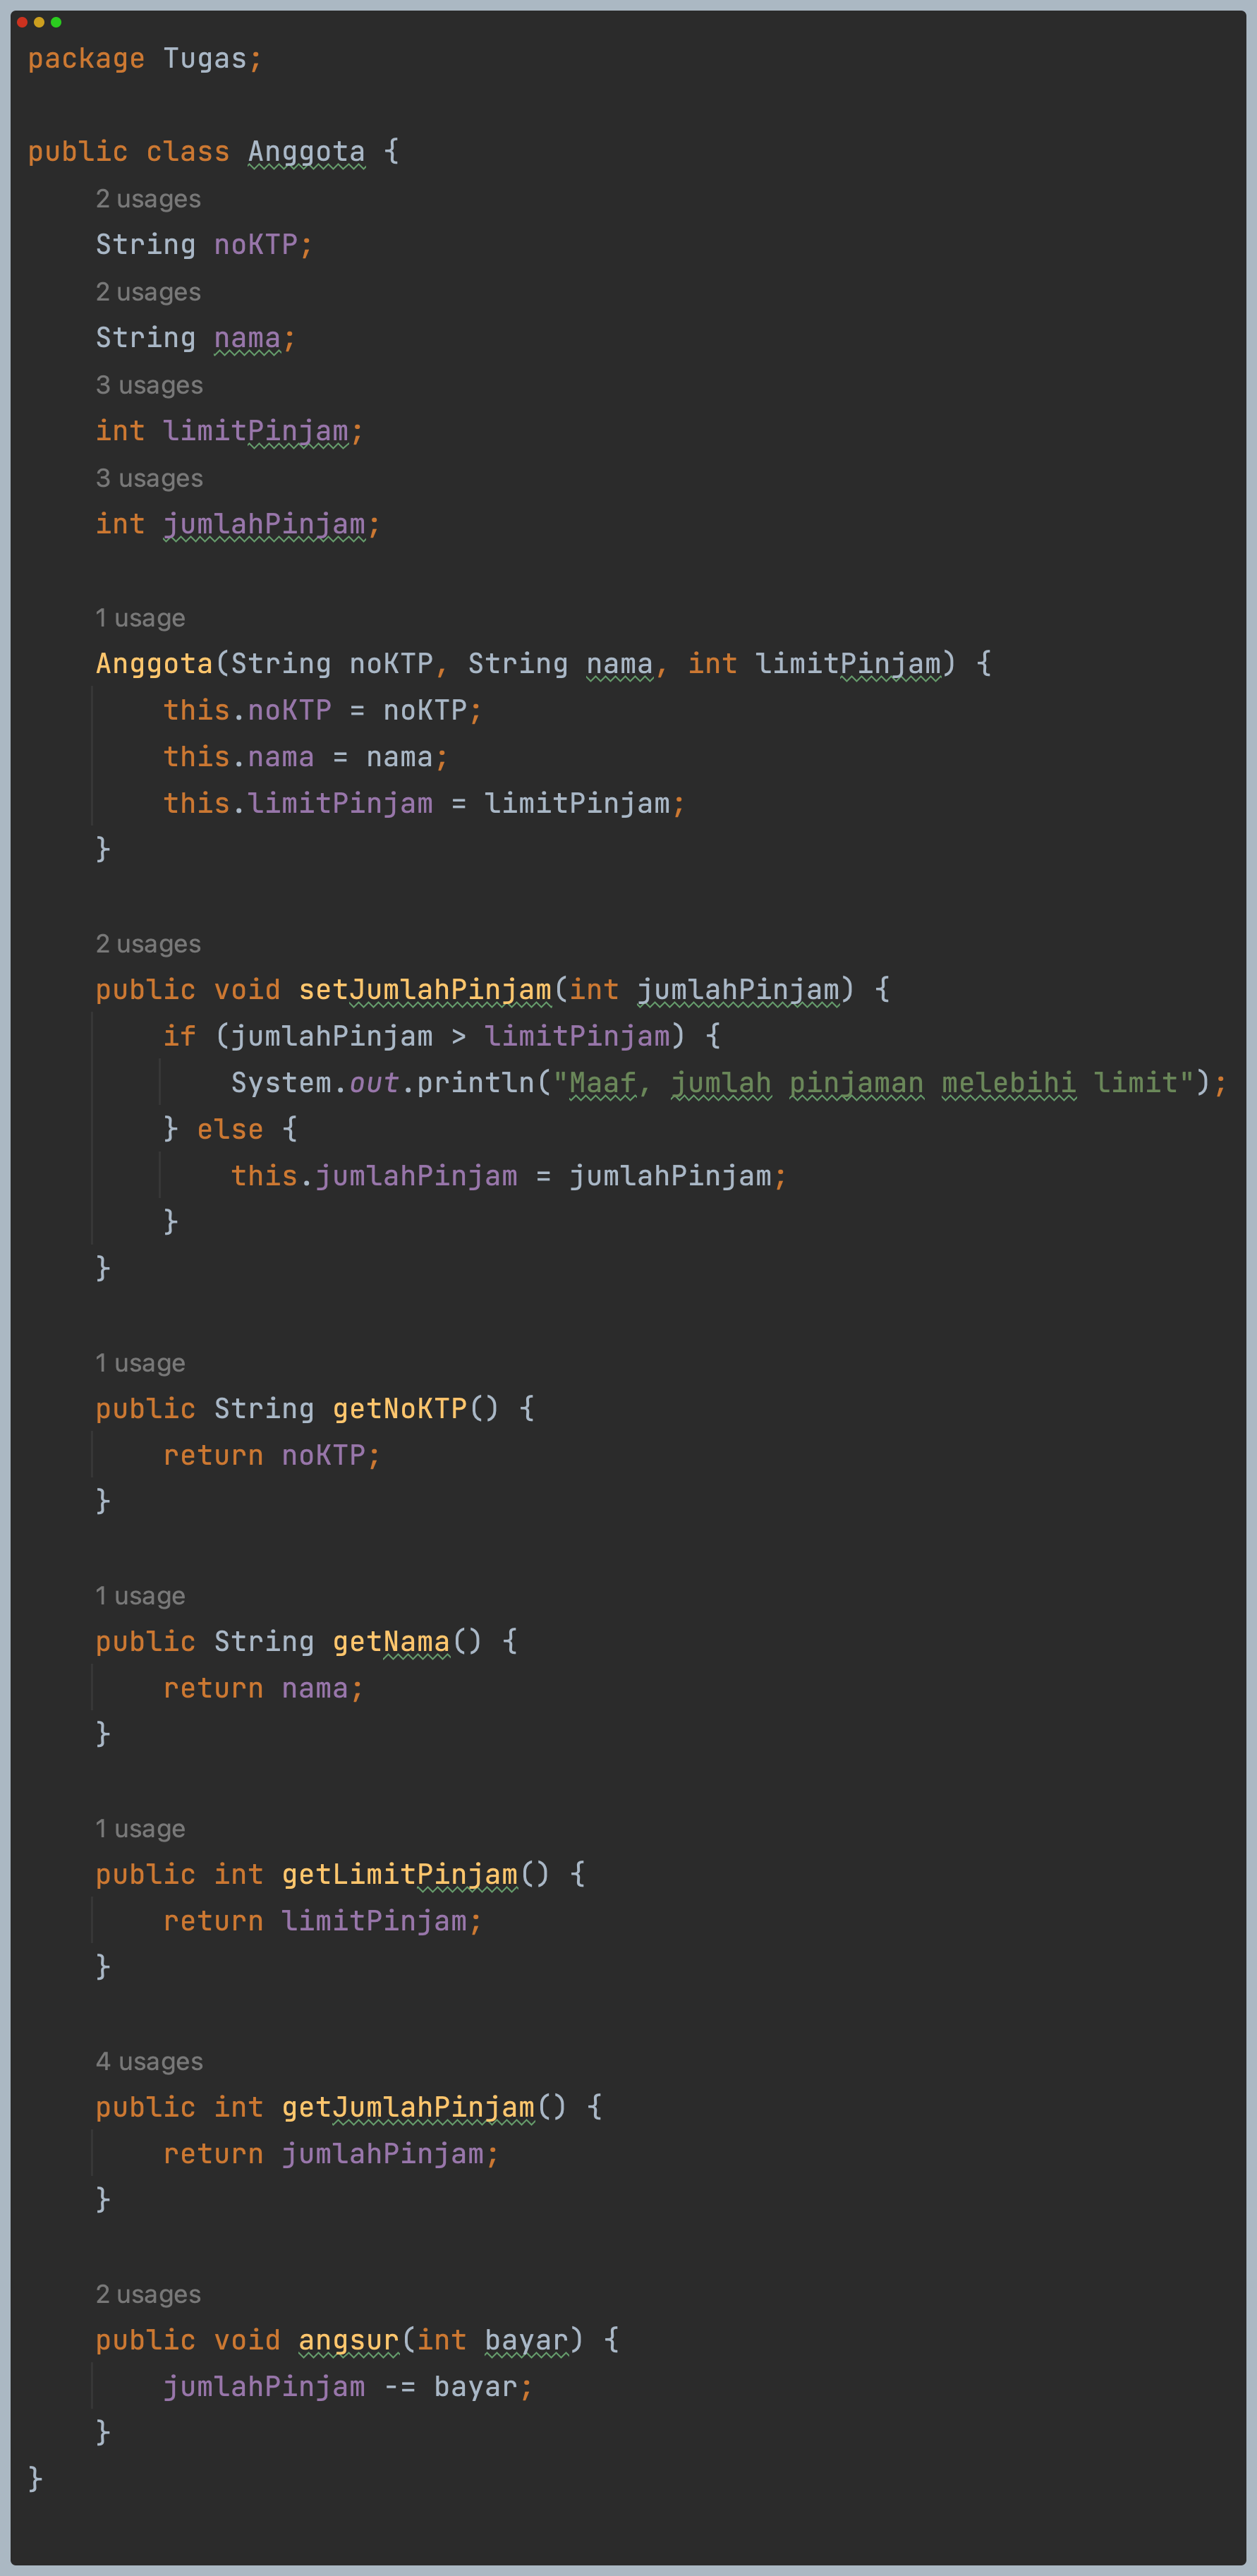 package Tugas;
public class Anggota {
2 usages
String noKTP;
2 usages
String nama;
3 usages
int limitPinjam;
3 usages
int jumlahPinjam;
1 usage
Anggota(String noKTP, String nama, int limitPinjam) {
this.noKTP = noKTP;
this.nama = nama;
this.limitPinjam = limitPinjam;
}
2 usages
public void setJumlahPinjam(int jumlahPinjam) {
if (jumlahPinjam > limitPinjam) {
System.out.println("Maaf, jumlah pinjaman melebihi limit");
} else {
this.jumlahPinjam = jumlahPinjam;
}
}
1 usage
public String getNoKTP() {
return noKTP;
}
1 usage
public String getNama() {
return nama;
}
1 usage
public int getLimitPinjam() {
return limitPinjam;
}
4 usages
public int getJumlahPinjam() {
return jumlahPinjam;
}
2 usages
public void angsur(int bayar) {
jumlahPinjam -= bayar;
}
}